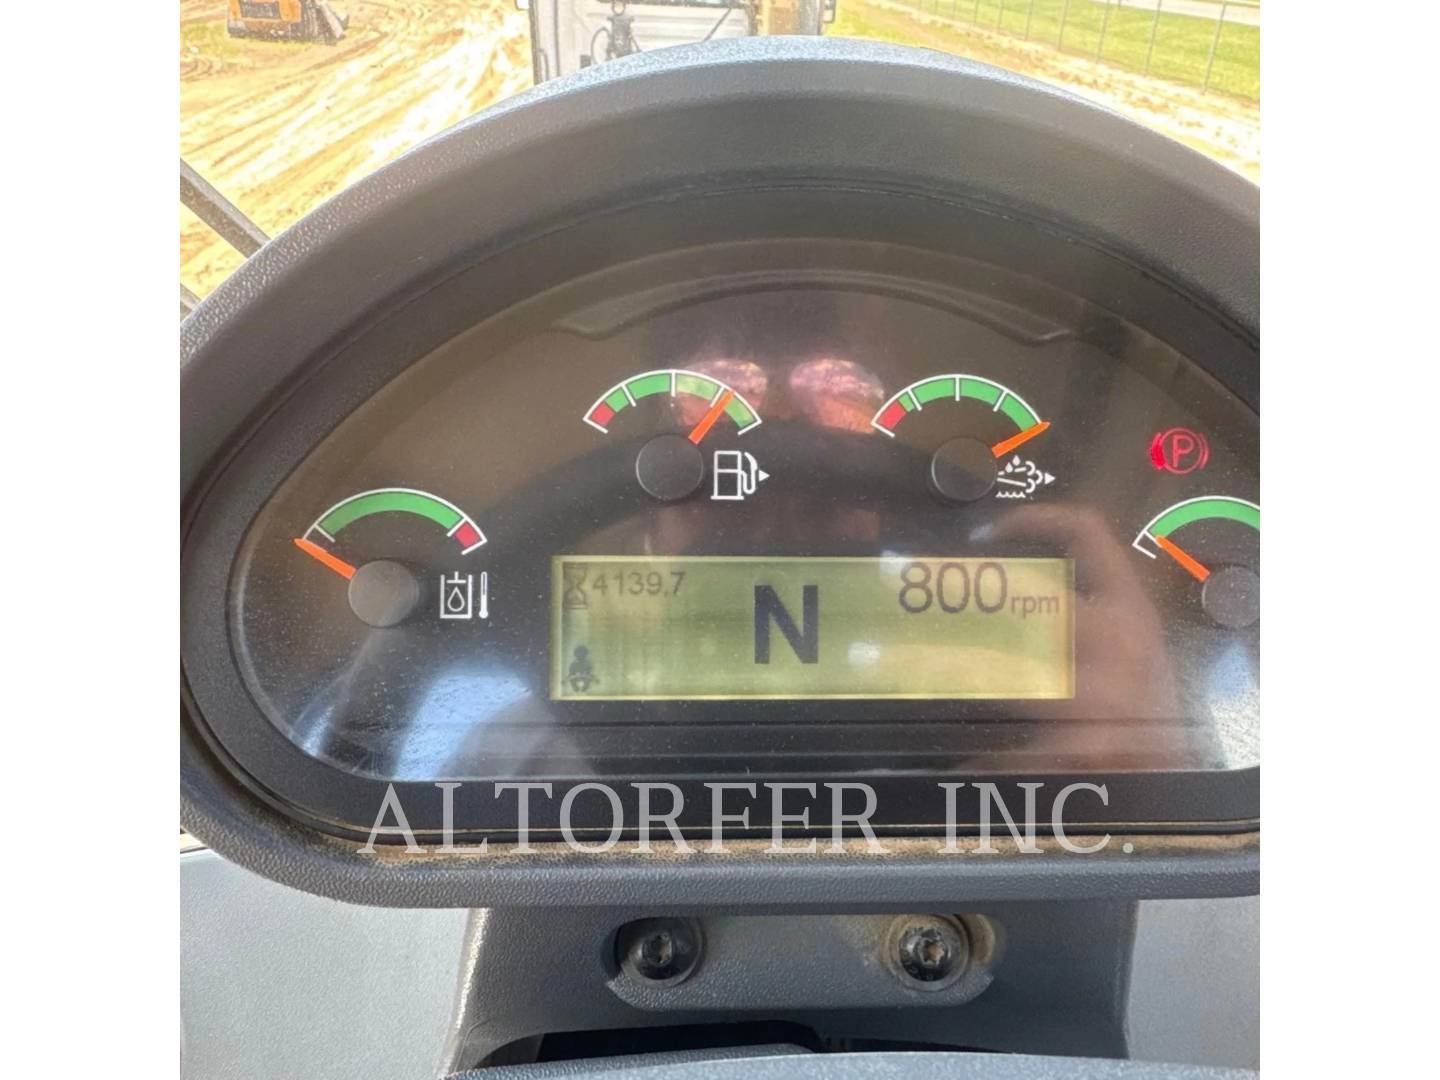 P
4139.7 N 800rpm
ALTORFER INC.